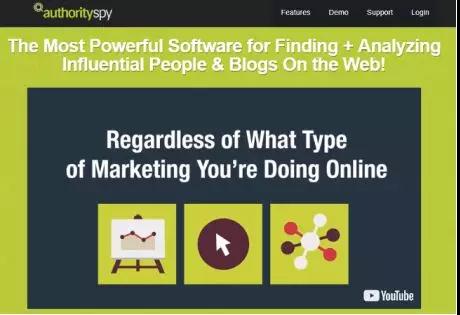 authorityspy
Features Demo Support Login
The Most Powerful Software for Finding + Analyzing
Influential People & Blogs On the Web!
Regardless of What Type
of Marketing You're Doing Online
YouTube